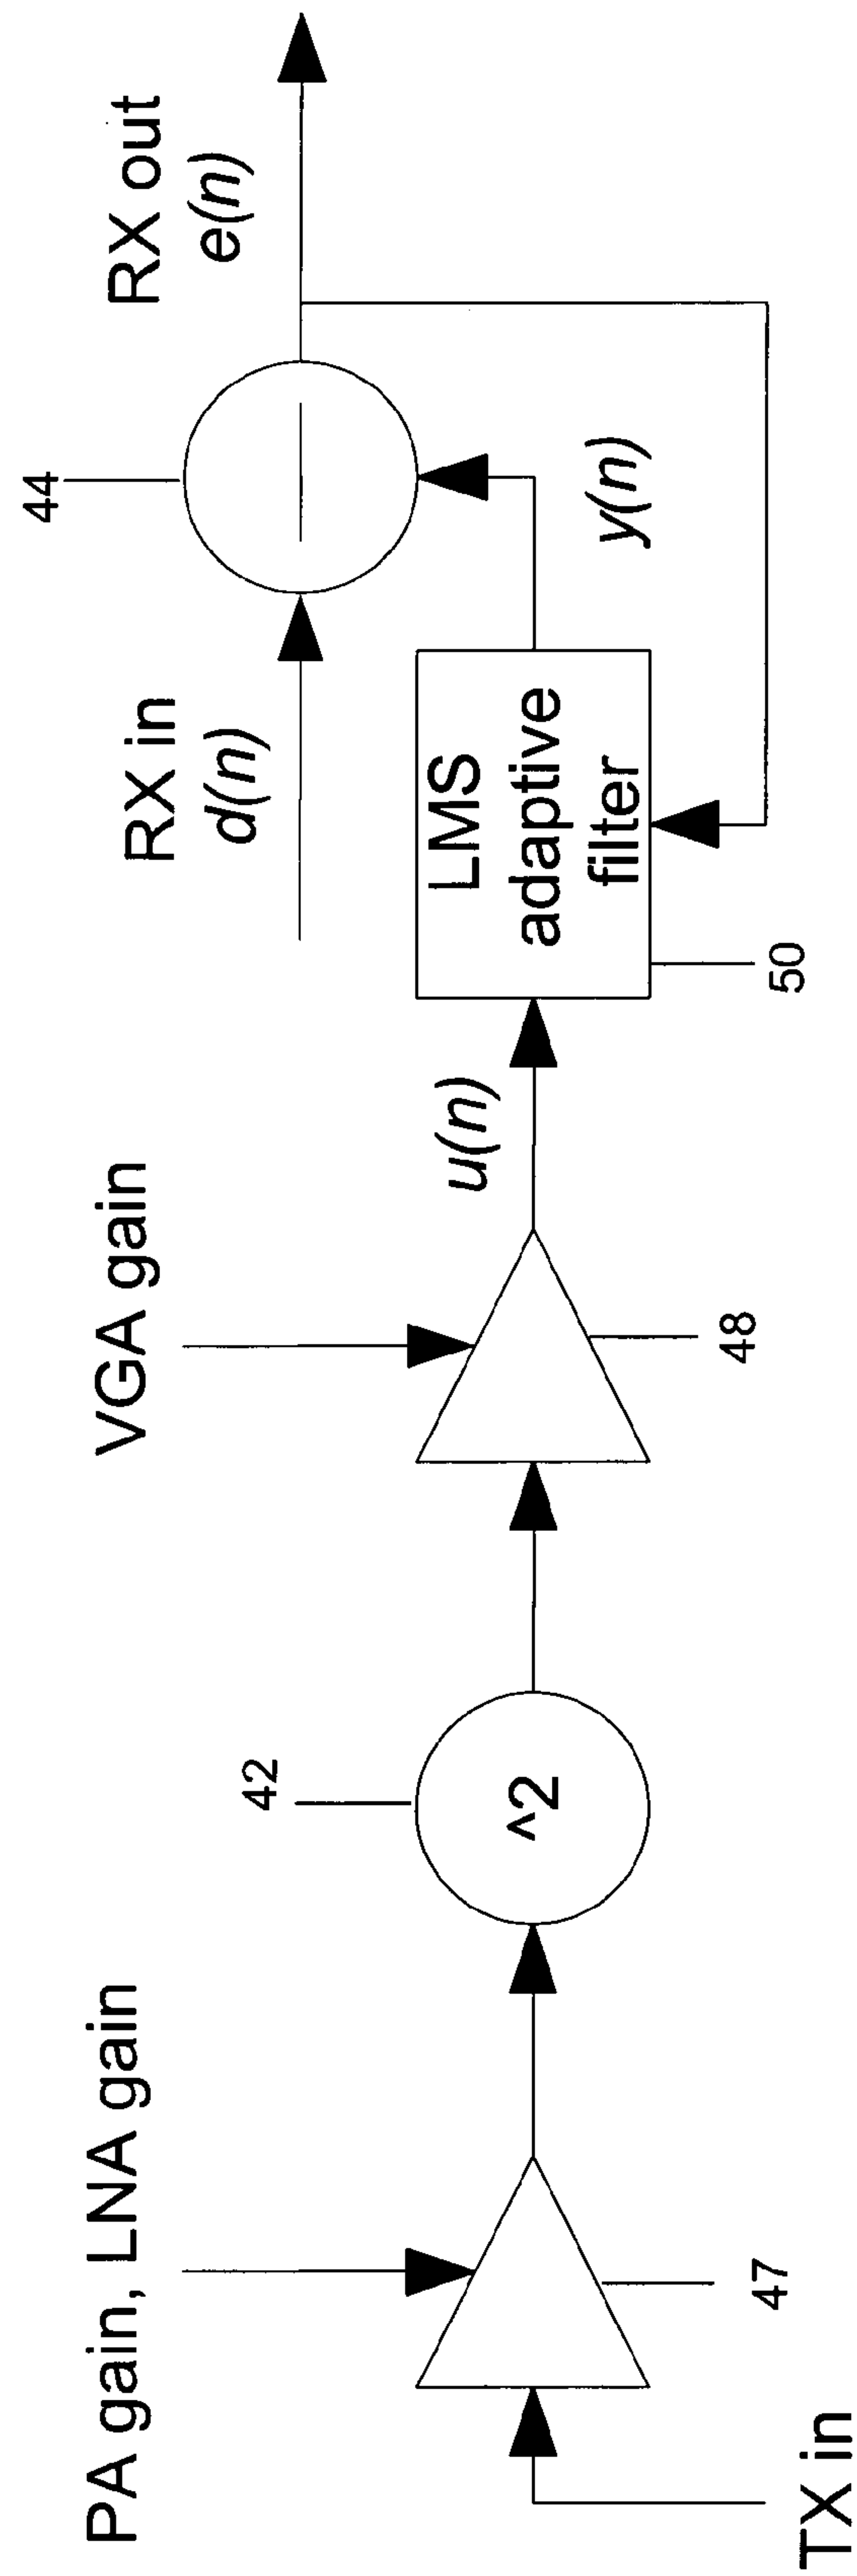 PA gain, LNA gain
VGA gain
RX in
d(n)
RX out
e(n)
44
42
^2
u(n)
LMS
adaptive
filter
y(n)
TX in
47
48
50